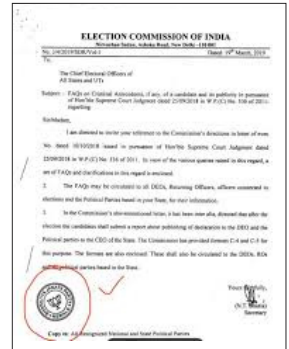 ELECTION COMMISSION OF INDIA
Nirvachan Sadan, Ashoka Road, New Delhi - 110001
Dated 19th March, 2019
To,
The Chief Electoral Officers of
All States and UTs
Subject: - FAQs on Criminal Antecedents, if any, of a candidate and its publicity in pursuance
of Hon'ble Supreme Court Judgment dated 25/09/2018 in W.P.(C) No. 536 of 2011-
regarding
Sir/Madam,
I am directed to invite your reference to the Commission's directions in letter of even
No. dated 10/10/2018 issued in pursuance of Hon'ble Supreme Court Judgment dated
25/09/2018 in W.P.(C) No. 536 of 2011. In view of the various queries raised in this regard, a
set of FAQs and clarifications in this regard is enclosed.
2. The FAQs may be circulated to all DEOs, Returning Officers, officers connected to
elections and the Political Parties based in your State, for their information.
3. In the Commission's also directed that after the
election the candidates shall submit a report about publishing of declaration to the DEO and the
Political parties to the CEO of the State. The Commission has provided formats C-4 and C-5 for
this purpose. The formats are also enclosed. These shall also be circulated to the DEOs, ROs
and political parties based in the State.
Yours faithfully,
Secretary
Copy to: All Recognized National and State Political Parties